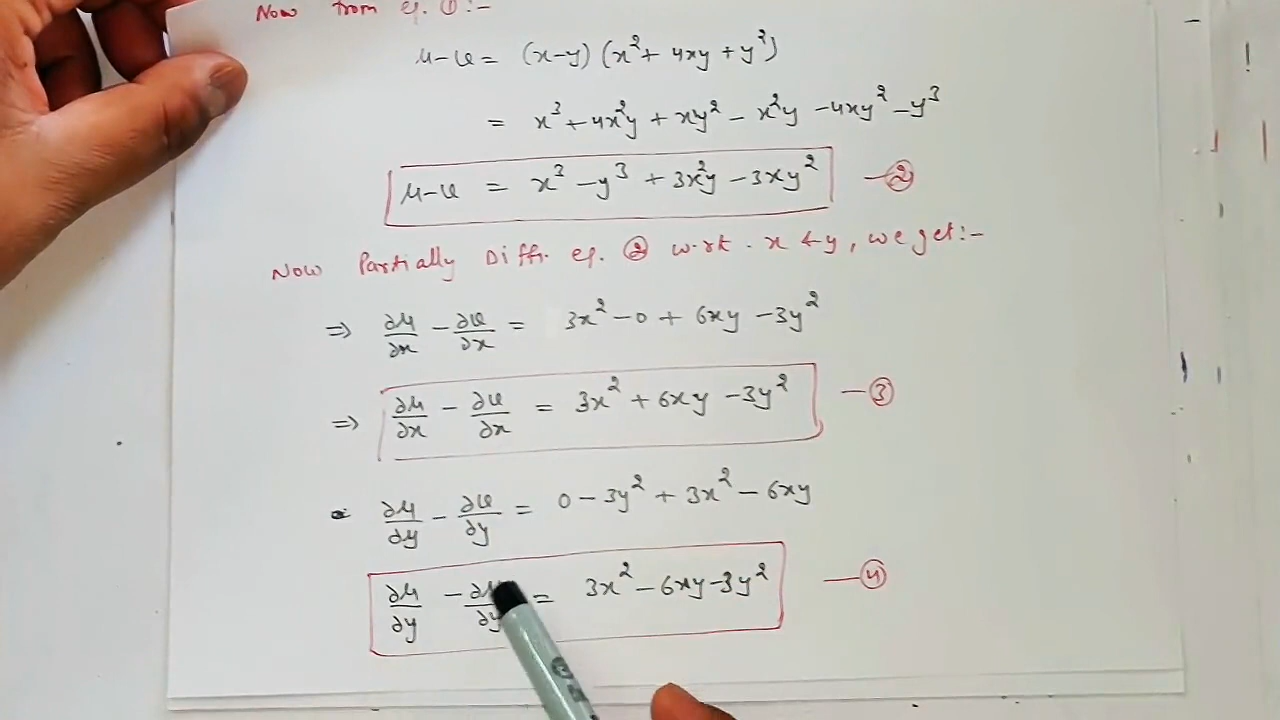 Now from eq. ①:-
u-v = (x-y) (x²+ 4xy + y²)
= x³ + 4x²y + xy² - x²y - 4xy² - y³
u-v = x³ - y³ + 3x²y - 3xy² —②
Now Partially Diff. eq. ② w.r.t. x & y, we get:-
⇒ ∂u/∂x - ∂v/∂x = 3x² - 0 + 6xy - 3y²
⇒ ∂u/∂x - ∂v/∂x = 3x² + 6xy - 3y² —③
∂u/∂y - ∂v/∂y = 0 - 3y² + 3x² - 6xy
∂u/∂y - ∂ /∂y = 3x² - 6xy - 3y² —④